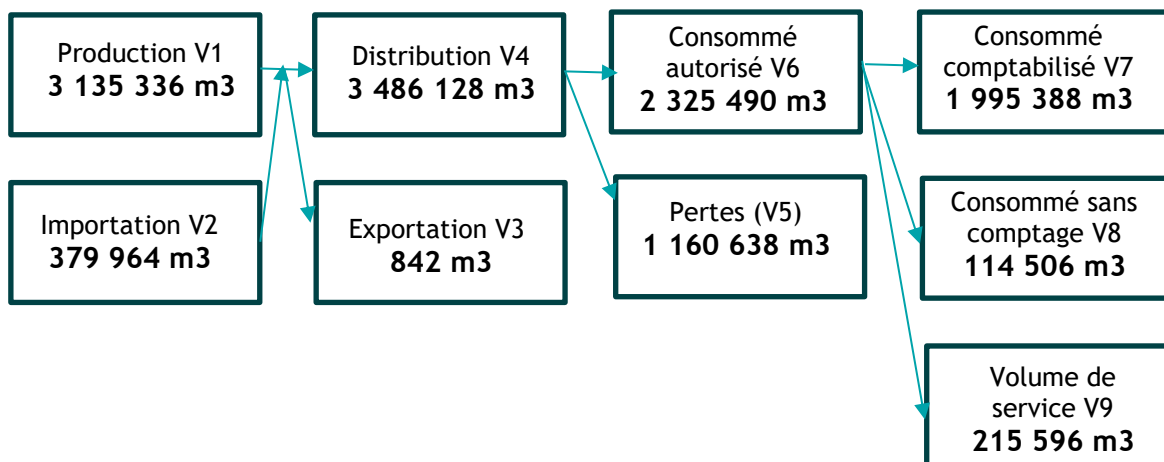 Production V1
3 135 336 m3
Distribution V4
3 486 128 m3
Consommé
autorisé V6
2 325 490 m3
Consommé
comptabilisé V7
1 995 388 m3
Importation V2
379 964 m3
Exportation V3
842 m3
Pertes (V5)
1 160 638 m3
Consommé sans
comptage V8
114 506 m3
Volume de
service V9
215 596 m3